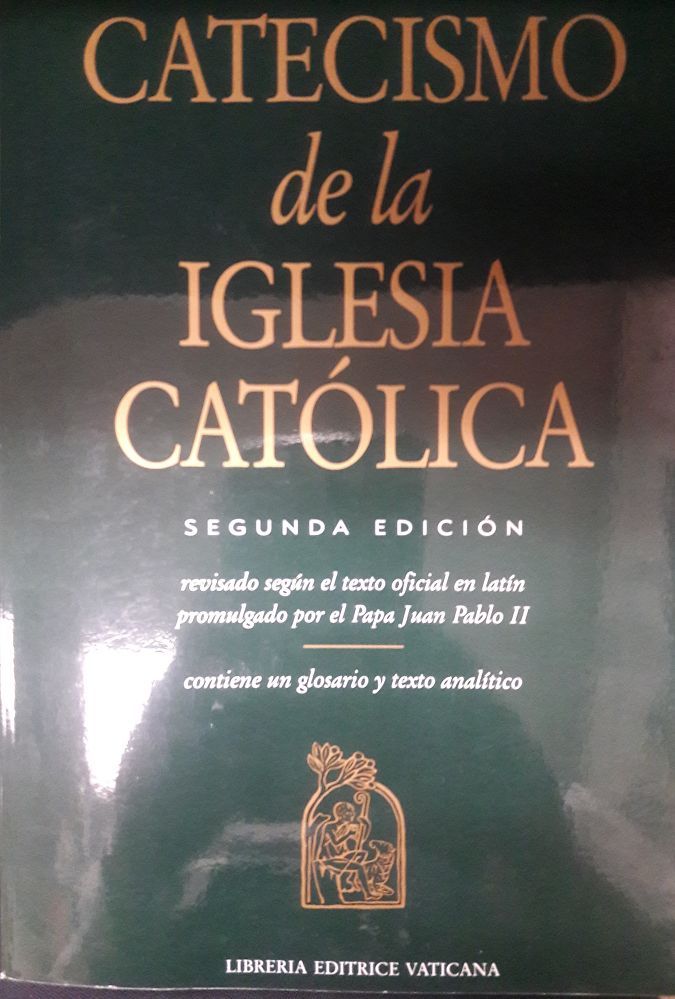 CATECISMO
de la
IGLESIA
CATÓLICA
SEGUNDA EDICIÓN
revisado según el texto oficial en latín
promulgado por el Papa Juan Pablo II
contiene un glosario y texto analítico
LIBRERIA EDITRICE VATICANA